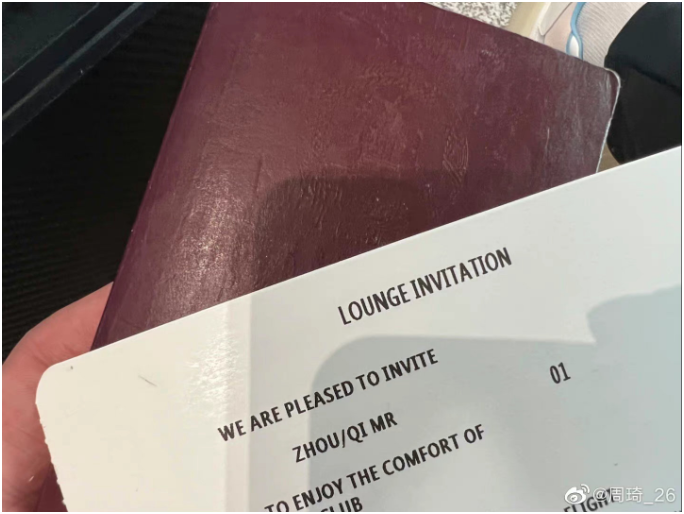 LOUNGE INVITATION
WE ARE PLEASED TO INVITE 01
ZHOU/QI MR
TO ENJOY THE COMFORT OF
CLUB FLIGHT
@周琦_26